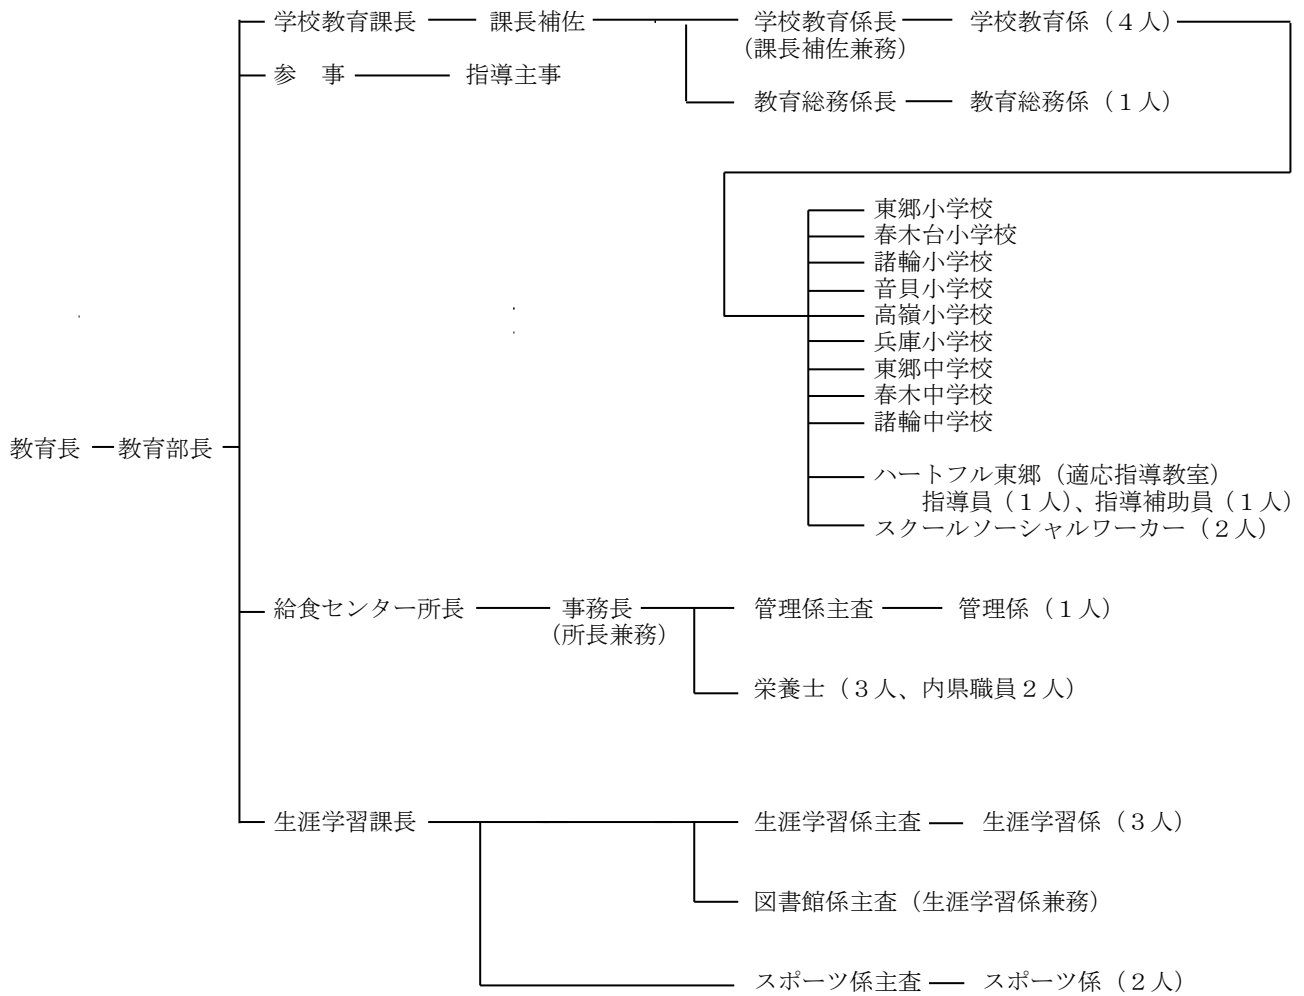 学校教育課長 課長補佐 学校教育係長 学校教育係（４人）
（課長補佐兼務）
参　事 指導主事
教育総務係長 教育総務係（１人）
東郷小学校
春木台小学校
諸輪小学校
音貝小学校
高嶺小学校
兵庫小学校
東郷中学校
春木中学校
諸輪中学校
教育長 教育部長
ハートフル東郷（適応指導教室）
指導員（１人）、指導補助員（１人）
スクールソーシャルワーカー（２人）
給食センター所長 事務長 管理係主査 管理係（１人）
（所長兼務）
栄養士（３人、内県職員２人）
生涯学習課長 生涯学習係主査 生涯学習係（３人）
図書館係主査（生涯学習係兼務）
スポーツ係主査 スポーツ係（２人）